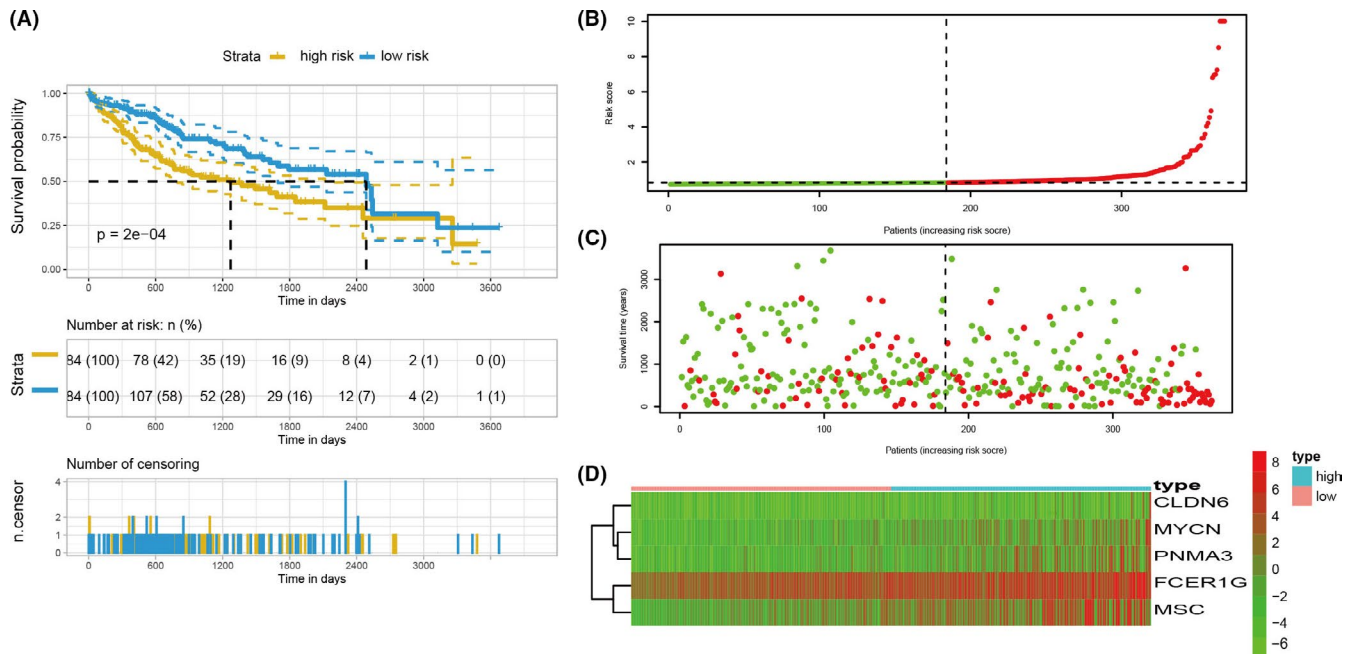 (A)
Strata high risk low risk
Survival probability
1.00
0.75
0.50
0.25
0.00
p = 2e−04
0 600 1200 1800 2400 3000 3600
Time in days
Number at risk: n (%)
Strata
84 (100) 78 (42) 35 (19) 16 (9) 8 (4) 2 (1) 0 (0)
84 (100) 107 (58) 52 (28) 29 (16) 12 (7) 4 (2) 1 (1)
0 600 1200 1800 2400 3000 3600
Time in days
Number of censoring
n.censor
4
2
1
0
0 600 1200 1800 2400 3000 3600
Time in days
(B)
Risk score
10
8
6
4
2
0 100 200 300
Patients (increasing risk socre)
(C)
Survival time (years)
3000
2000
1000
0
0 100 200 300
Patients (increasing risk socre)
(D)
type
CLDN6
MYCN
PNMA3
FCER1G
MSC
8
6
4
2
0
−2
−4
−6
type
high
low